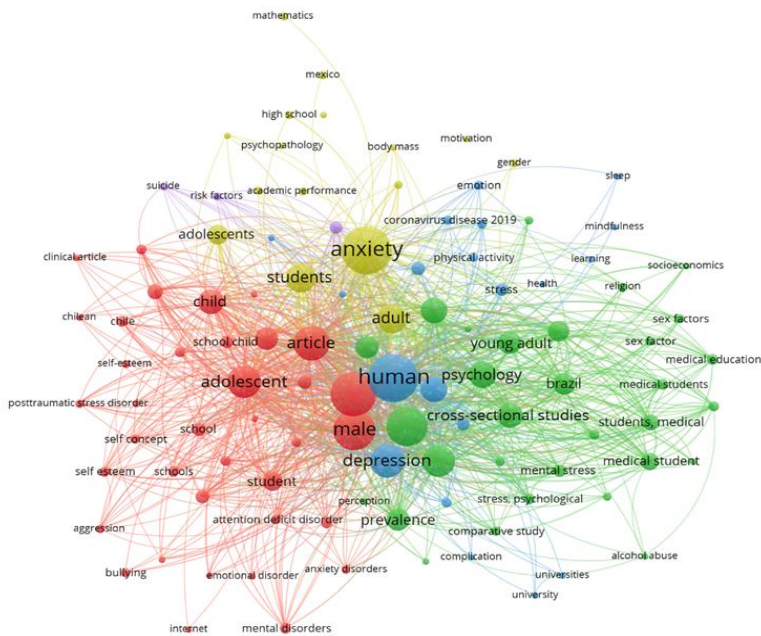 mathematics
mexico
high school
psychopathology
body mass
motivation
gender
suicide
risk factors
academic performance
emotion
sleep
coronavirus disease 2019
mindfulness
adolescents
anxiety
clinical article
physical activity
learning
socioeconomics
students
stress
health
religion
child
chilean
chile
adult
sex factors
school child
article
young adult
sex factor
medical education
self-esteem
adolescent
human
psychology
brazil
medical students
posttraumatic stress disorder
cross-sectional studies
students, medical
school
male
self concept
depression
medical student
self esteem
schools
student
mental stress
perception
stress, psychological
aggression
attention deficit disorder
prevalence
comparative study
alcohol abuse
complication
bullying
emotional disorder
anxiety disorders
universities
university
internet
mental disorders